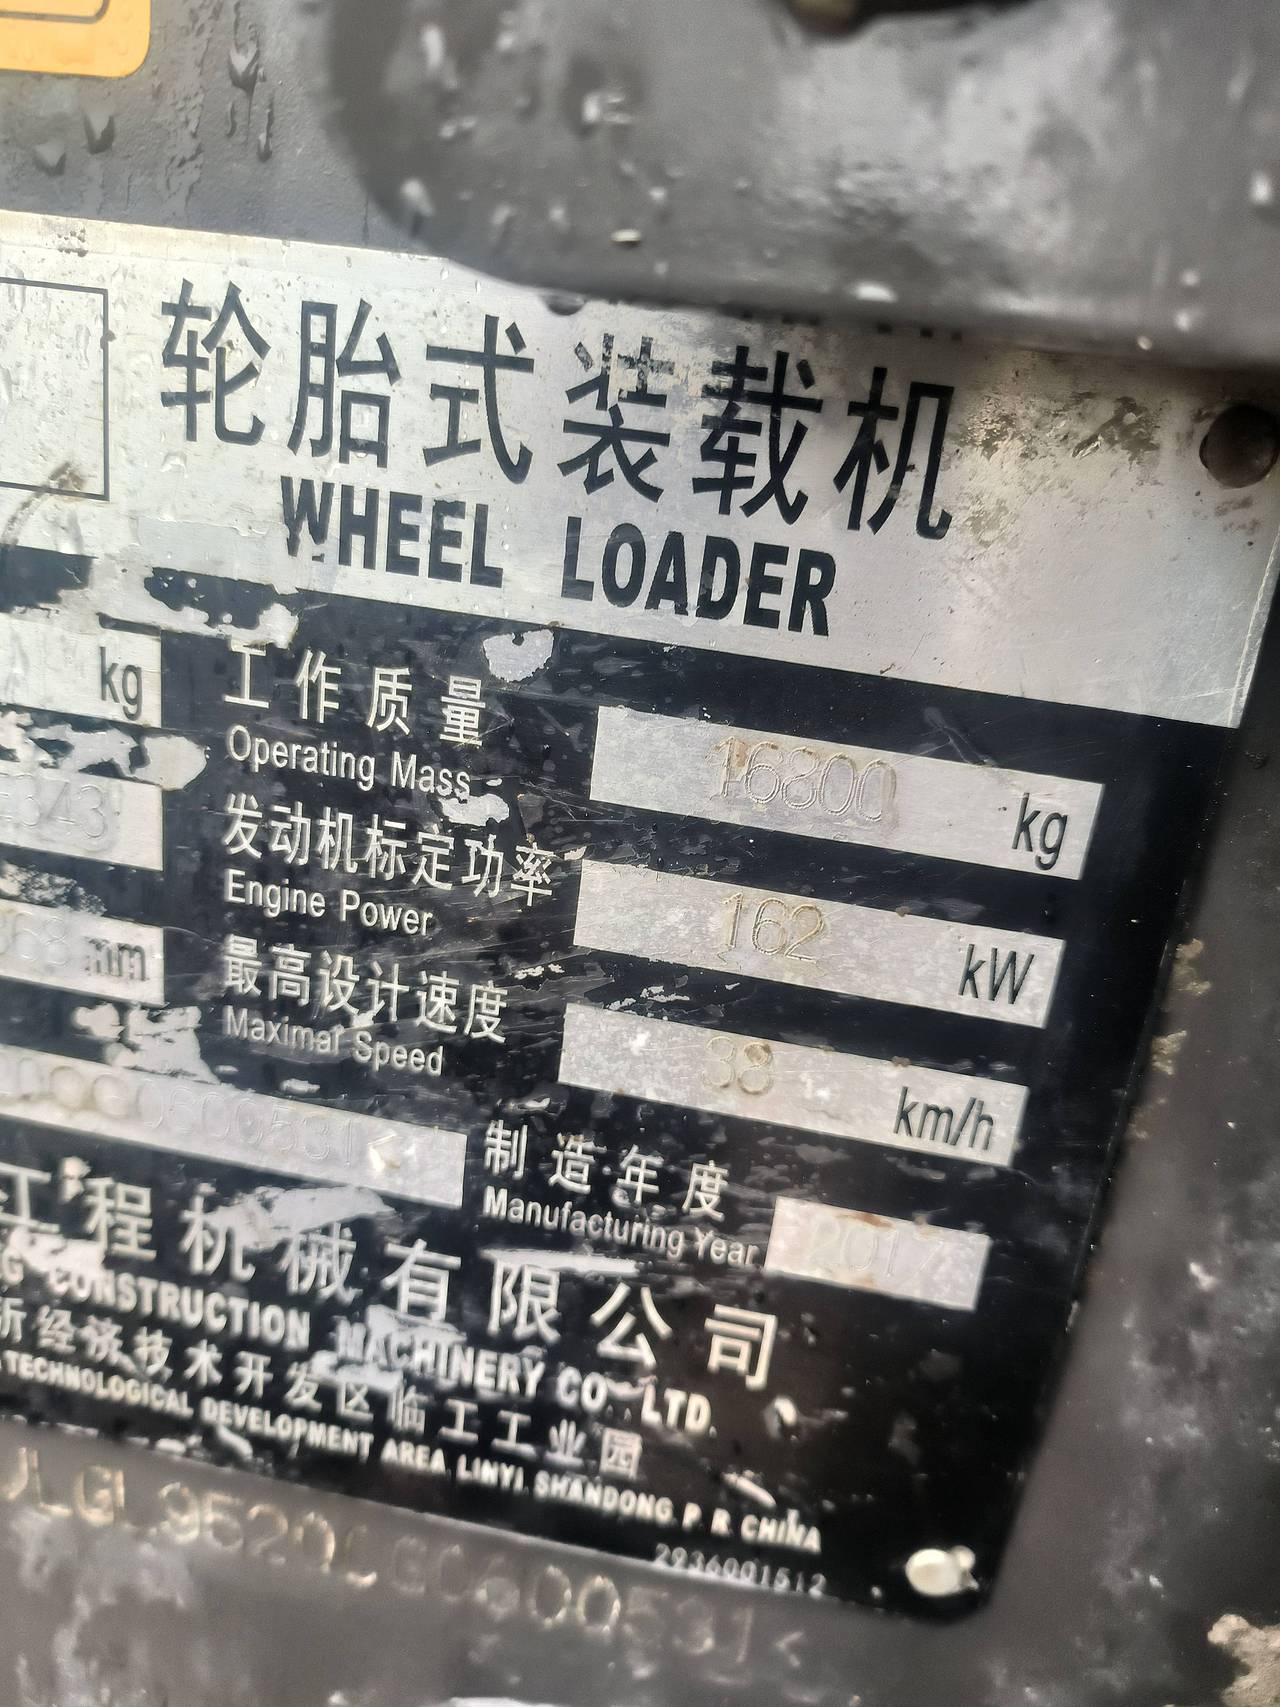 轮胎式装载机
WHEEL LOADER
kg
工作质量
Operating Mass
16800 kg
发动机标定功率
Engine Power
162 kW
mm
最高设计速度
Maximal Speed
38 km/h
制造年度
Manufacturing Year
2017
工程机械有限公司
CONSTRUCTION MACHINERY CO. LTD.
经济技术开发区临工工业园
TECHNOLOGICAL DEVELOPMENT AREA LINYI SHANDONG P. R. CHINA
2936001512